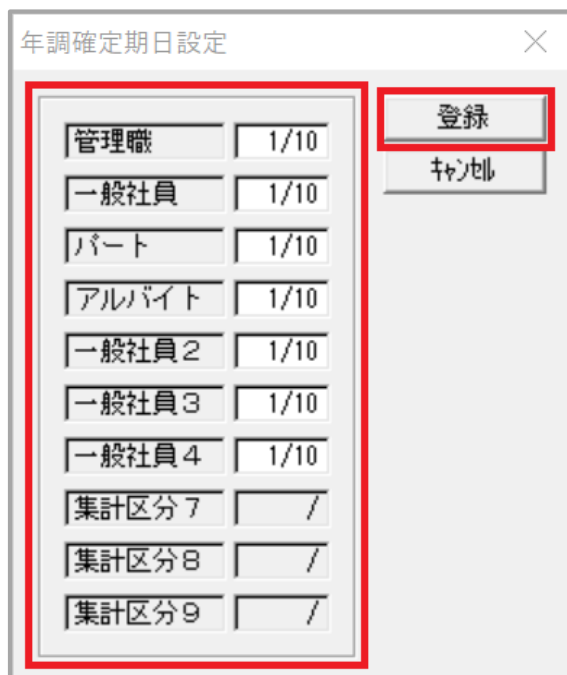 年調確定期日設定
管理職 1/10
一般社員 1/10
パート 1/10
アルバイト 1/10
一般社員２ 1/10
一般社員３ 1/10
一般社員４ 1/10
集計区分７ /
集計区分８ /
集計区分９ /
登録
ｷｬﾝｾﾙ